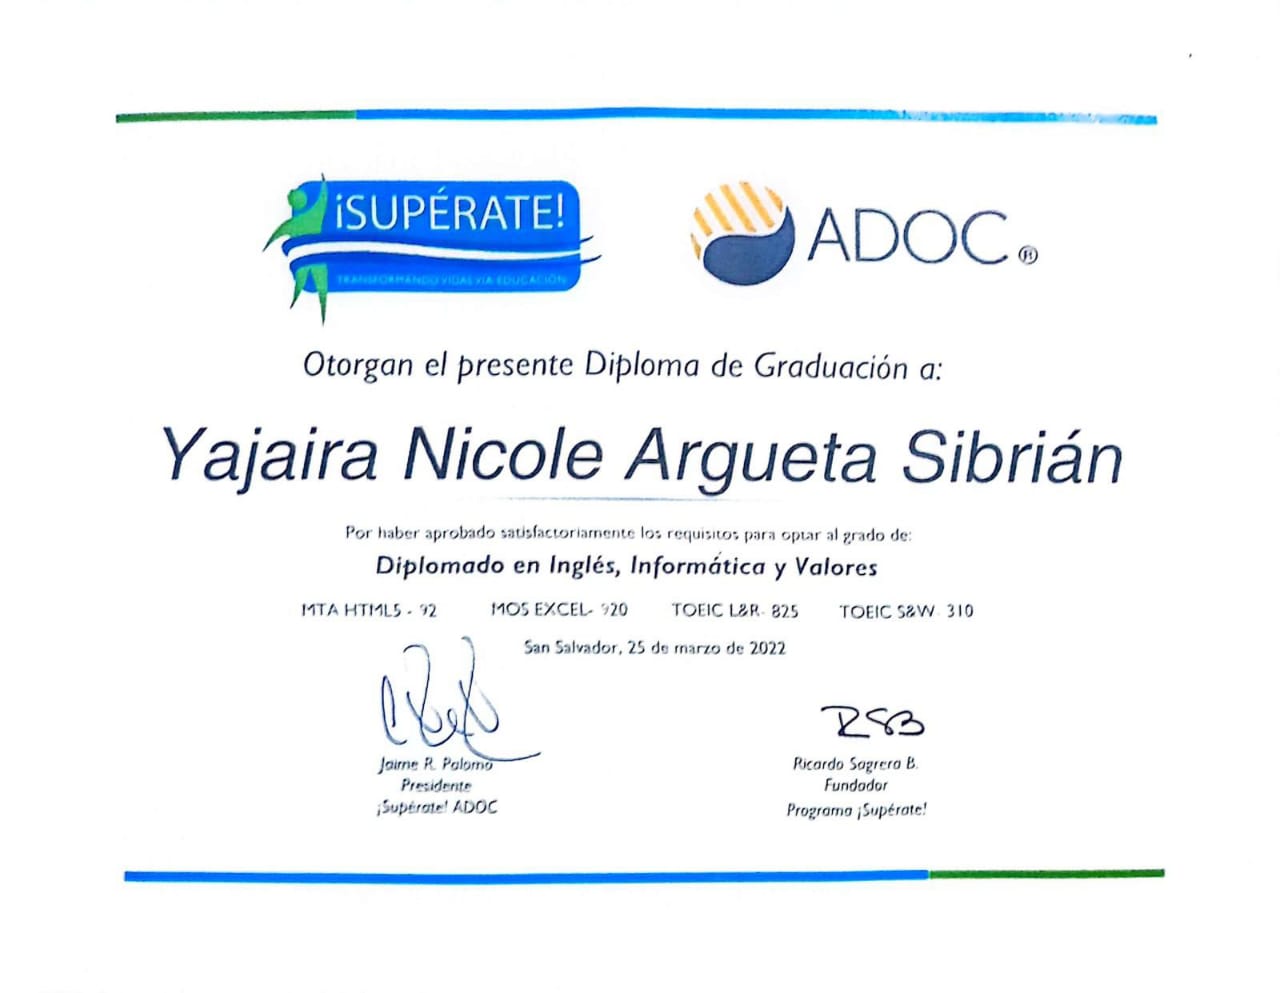 ¡SUPÉRATE!
TRANSFORMANDO VIDAS VÍA EDUCACIÓN
ADOC®
Otorgan el presente Diploma de Graduación a:
Yajaira Nicole Argueta Sibrián
Por haber aprobado satisfactoriamente los requisitos para optar al grado de:
Diplomado en Inglés, Informática y Valores
MTA HTML5 - 92 MOS EXCEL- 920 TOEIC L&R- 825 TOEIC S&W- 310
San Salvador, 25 de marzo de 2022
RSB
Jaime R. Palomo
Presidente
¡Supérate! ADOC
Ricardo Sagrera B.
Fundador
Programa ¡Supérate!